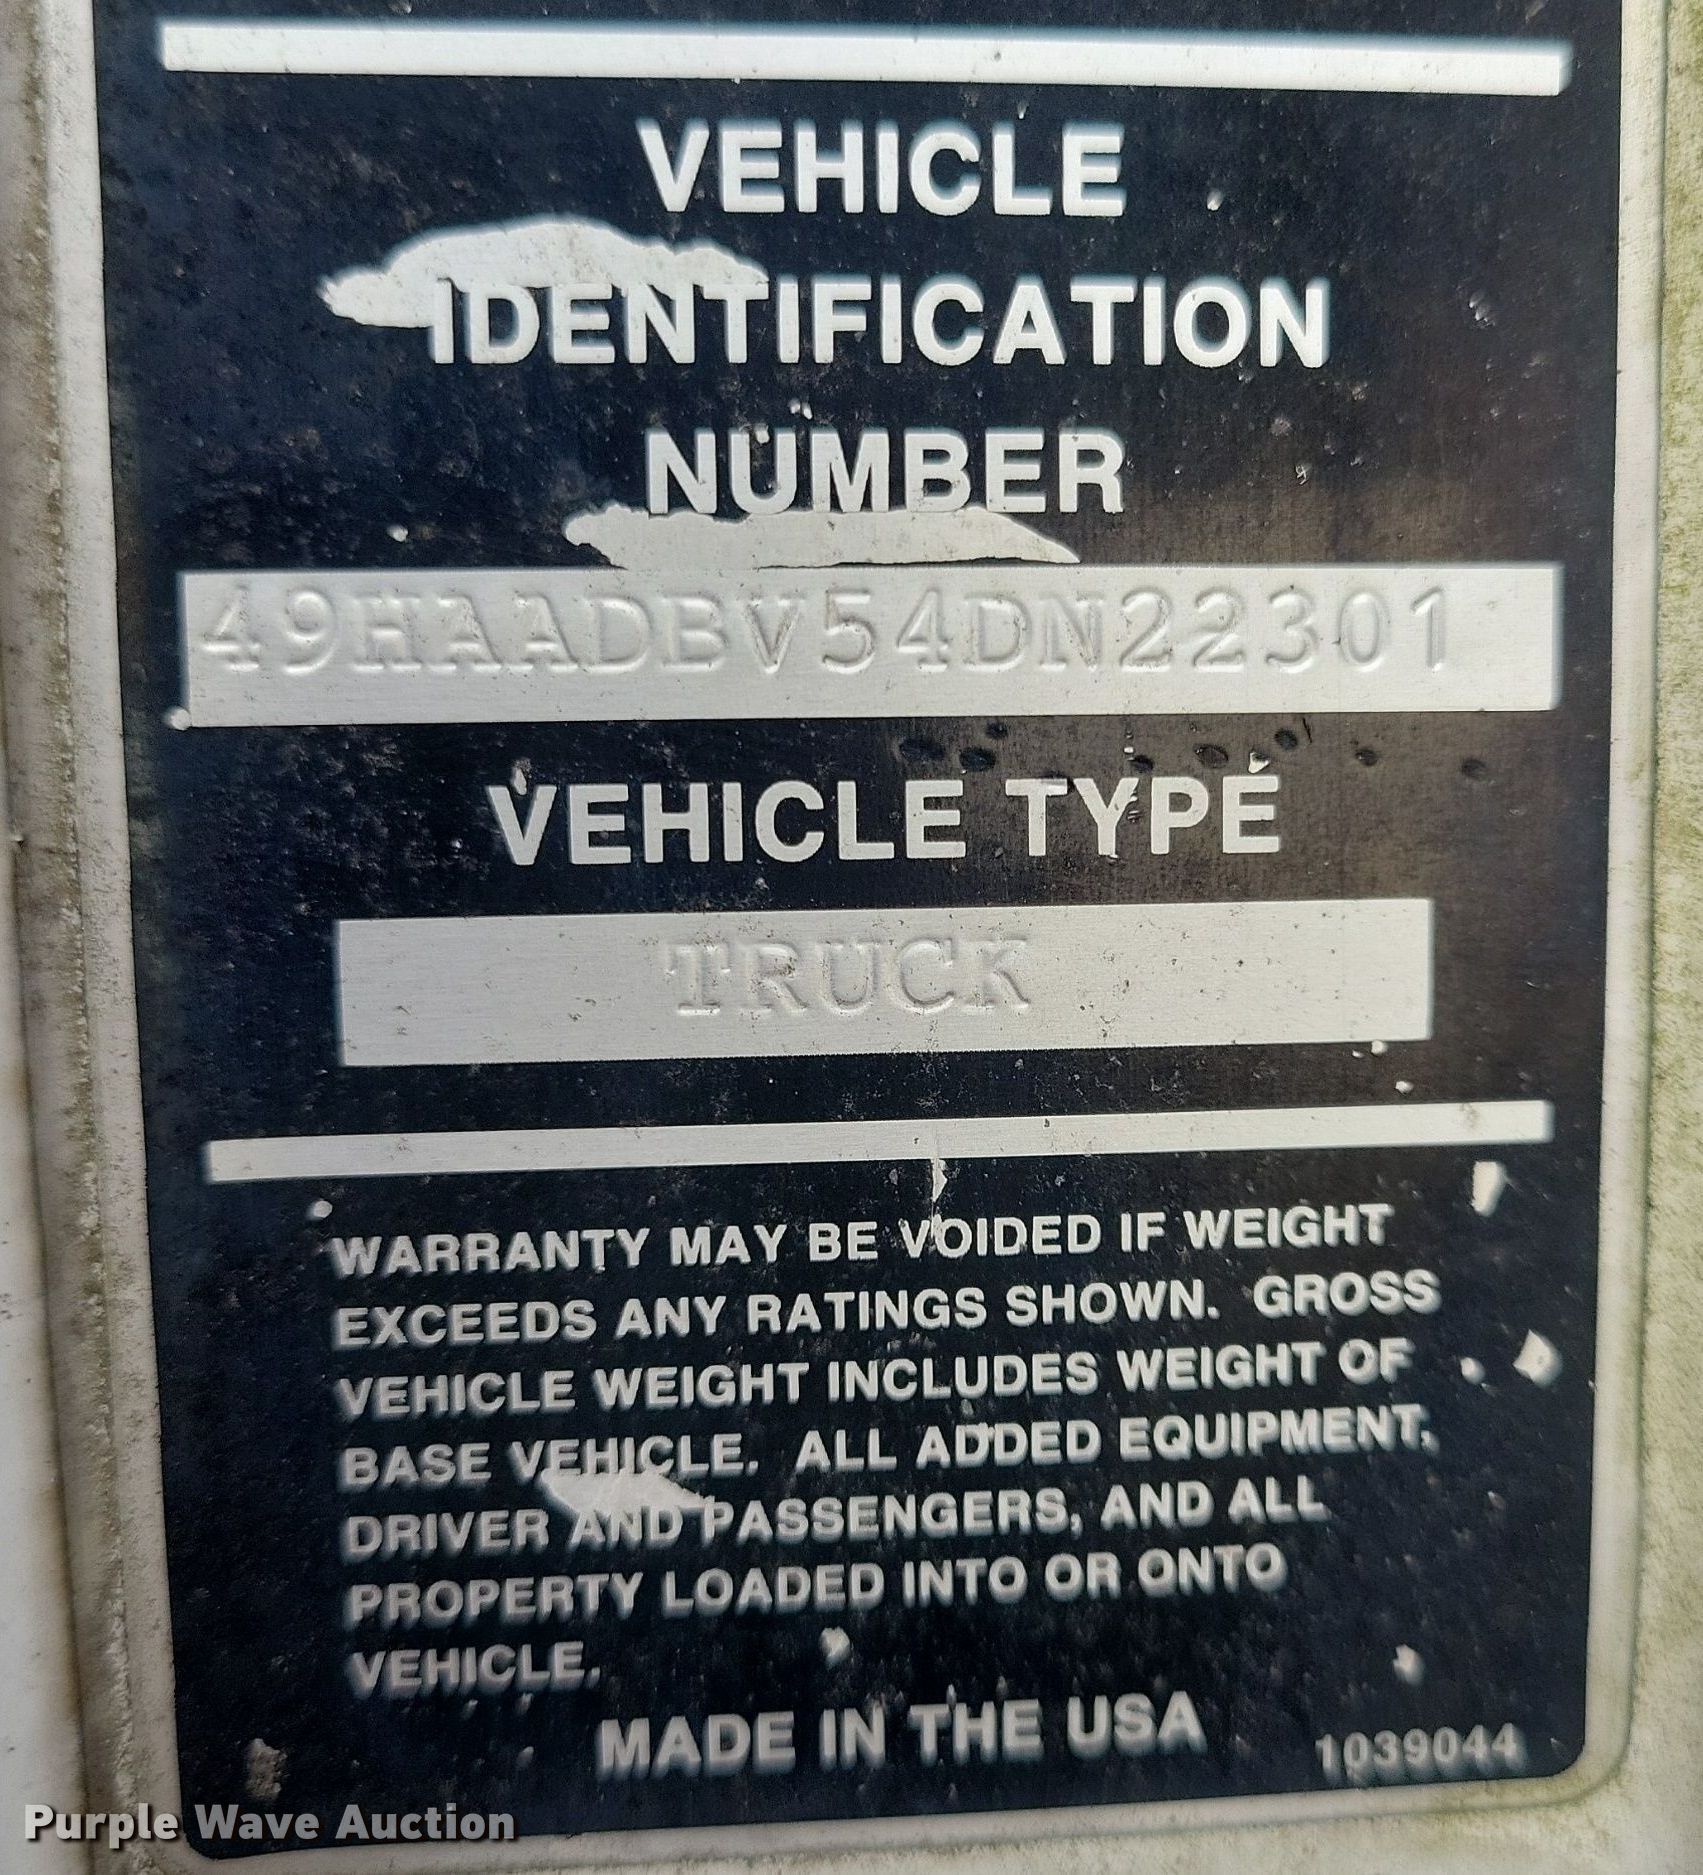 VEHICLE
IDENTIFICATION
NUMBER
49HAADBV54DN22301
VEHICLE TYPE
TRUCK
WARRANTY MAY BE VOIDED IF WEIGHT
EXCEEDS ANY RATINGS SHOWN. GROSS
VEHICLE WEIGHT INCLUDES WEIGHT OF
BASE VEHICLE. ALL ADDED EQUIPMENT,
DRIVER AND PASSENGERS, AND ALL
PROPERTY LOADED INTO OR ONTO
VEHICLE.
MADE IN THE USA
1039044
Purple Wave Auction